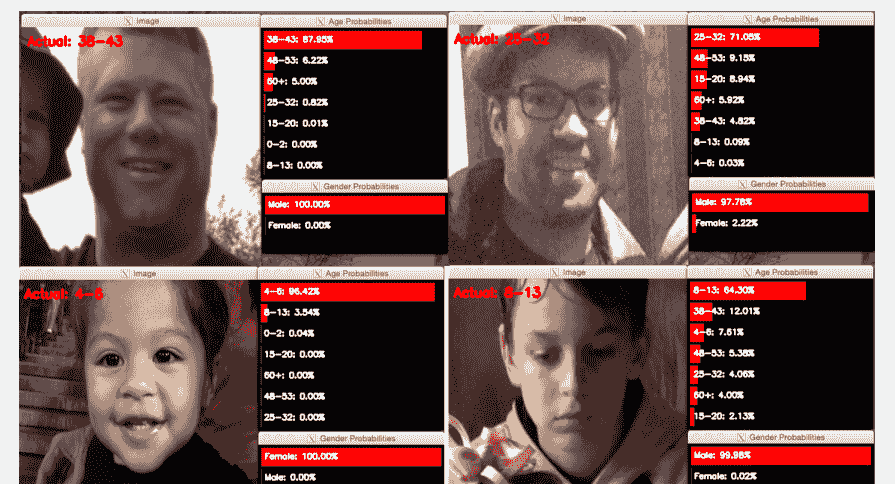 Image
Age Probabilities
Actual: 38-43
38-43: 87.95%
48-53: 6.22%
60+: 5.00%
25-32: 0.82%
15-20: 0.01%
0-2: 0.00%
8-13: 0.00%
Gender Probabilities
Male: 100.00%
Female: 0.00%
Image
Age Probabilities
Actual: 25-32
25-32: 71.05%
48-53: 9.15%
15-20: 8.94%
60+: 5.92%
38-43: 4.82%
8-13: 0.09%
4-6: 0.03%
Gender Probabilities
Male: 97.78%
Female: 2.22%
Image
Age Probabilities
Actual: 4-6
4-6: 96.42%
8-13: 3.54%
0-2: 0.04%
15-20: 0.00%
60+: 0.00%
48-53: 0.00%
25-32: 0.00%
Gender Probabilities
Female: 100.00%
Male: 0.00%
Image
Age Probabilities
Actual: 8-13
8-13: 64.30%
38-43: 12.01%
4-6: 7.61%
48-53: 5.38%
25-32: 4.06%
60+: 4.00%
15-20: 2.13%
Gender Probabilities
Male: 99.98%
Female: 0.02%